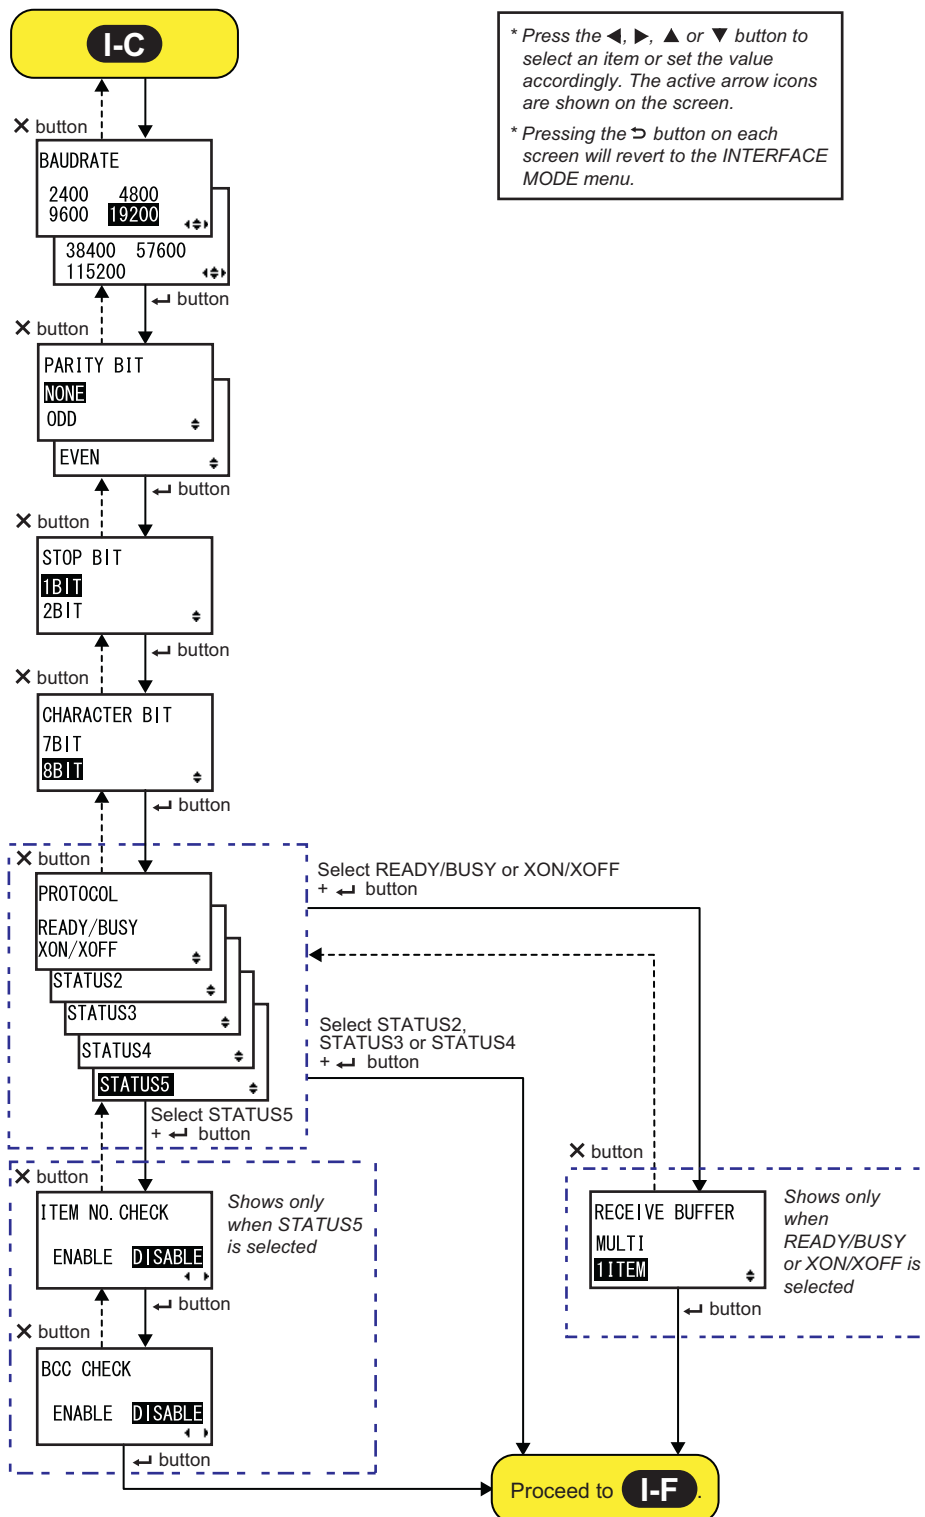 I-C
* Press the ◀, ▶, ▲ or ▼ button to
select an item or set the value
accordingly. The active arrow icons
are shown on the screen.
* Pressing the ⮌ button on each
screen will revert to the INTERFACE
MODE menu.
✕ button
BAUDRATE
2400 4800
9600 19200
38400 57600
115200
↵ button
✕ button
PARITY BIT
NONE
ODD
EVEN
↵ button
✕ button
STOP BIT
1BIT
2BIT
↵ button
✕ button
CHARACTER BIT
7BIT
8BIT
↵ button
✕ button
PROTOCOL
READY/BUSY
XON/XOFF
STATUS2
STATUS3
STATUS4
STATUS5
Select READY/BUSY or XON/XOFF
+ ↵ button
Select STATUS2,
STATUS3 or STATUS4
+ ↵ button
Select STATUS5
+ ↵ button
✕ button
ITEM NO. CHECK
ENABLE DISABLE
Shows only
when STATUS5
is selected
↵ button
✕ button
BCC CHECK
ENABLE DISABLE
↵ button
✕ button
RECEIVE BUFFER
MULTI
1ITEM
Shows only
when
READY/BUSY
or XON/XOFF is
selected
↵ button
Proceed to I-F.